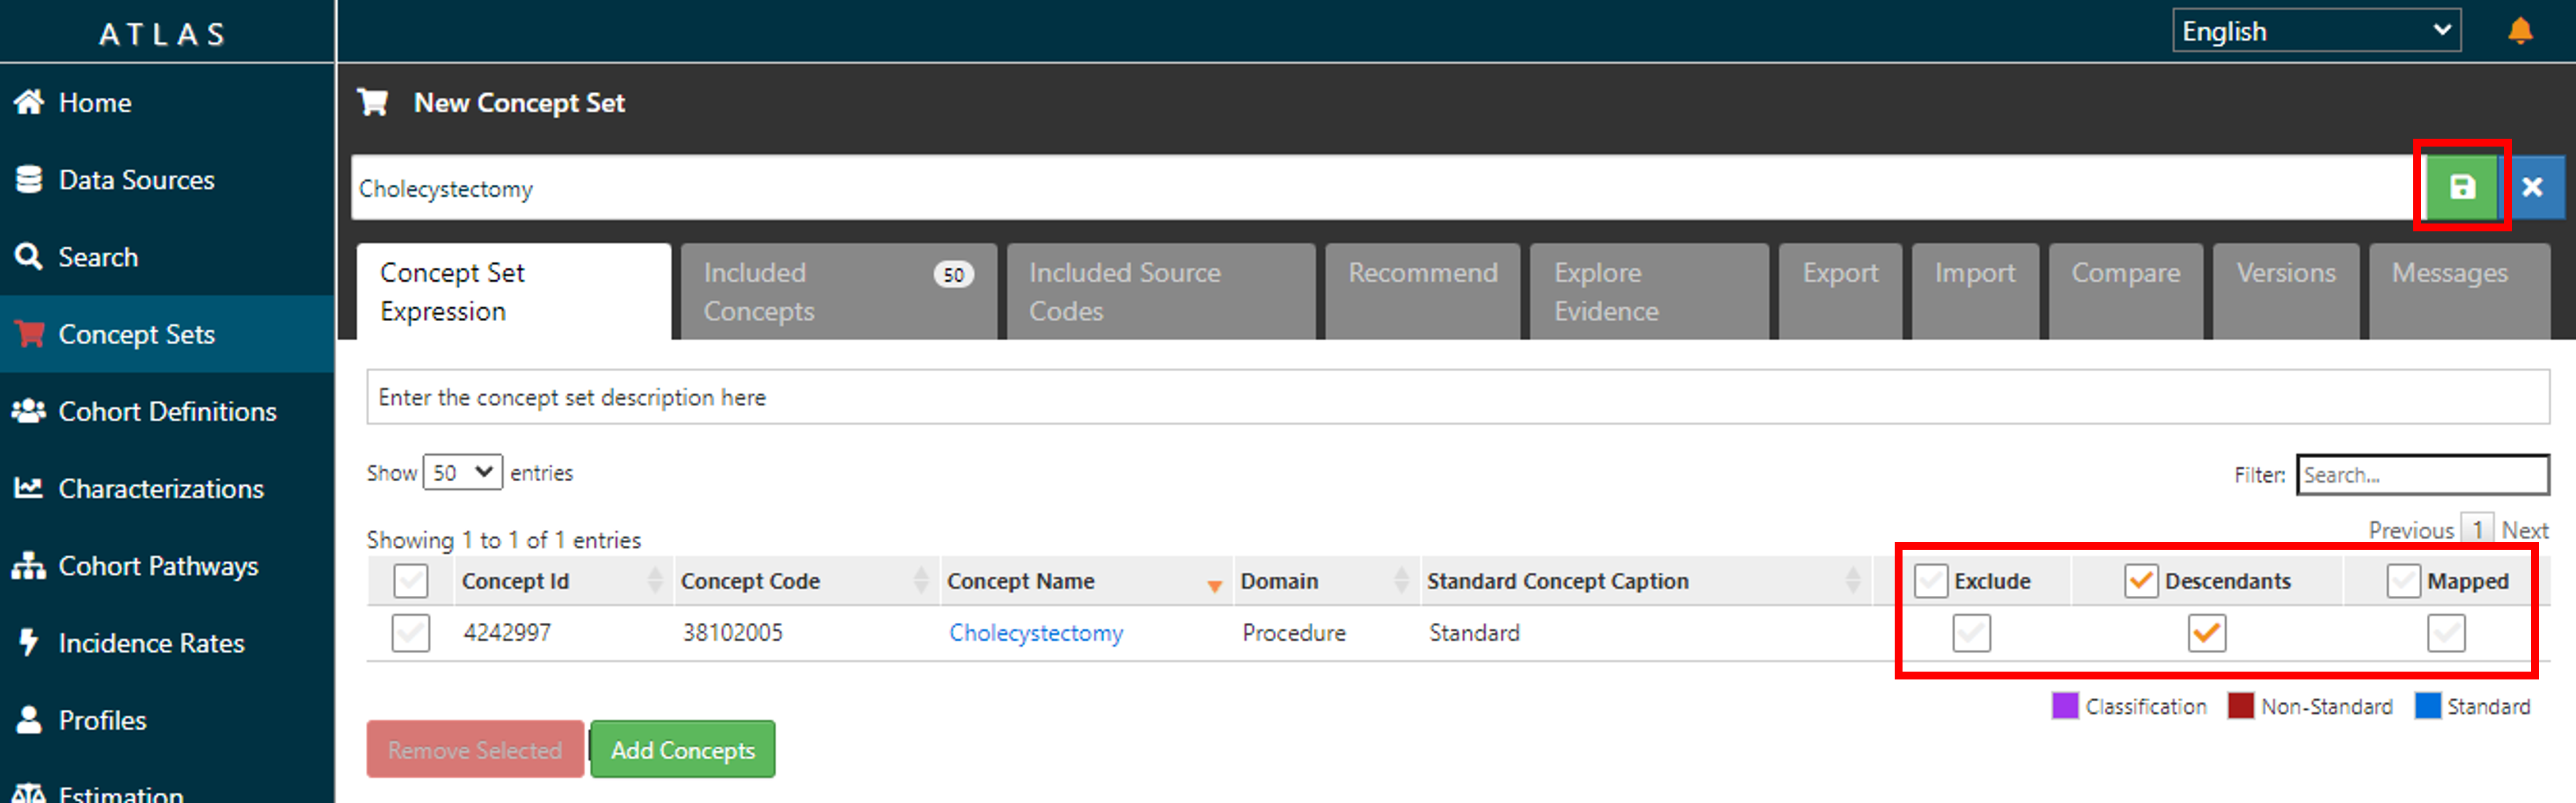 ATLAS
English
Home
Data Sources
Search
Concept Sets
Cohort Definitions
Characterizations
Cohort Pathways
Incidence Rates
Profiles
Estimation
New Concept Set
Cholecystectomy
Concept Set
Expression
Included
Concepts
50
Included Source
Codes
Recommend
Explore
Evidence
Export
Import
Compare
Versions
Messages
Enter the concept set description here
Show 50 entries
Filter: Search...
Showing 1 to 1 of 1 entries
Previous 1 Next
Concept Id Concept Code Concept Name Domain Standard Concept Caption Exclude Descendants Mapped
4242997 38102005 Cholecystectomy Procedure Standard
Classification Non-Standard Standard
Remove Selected Add Concepts